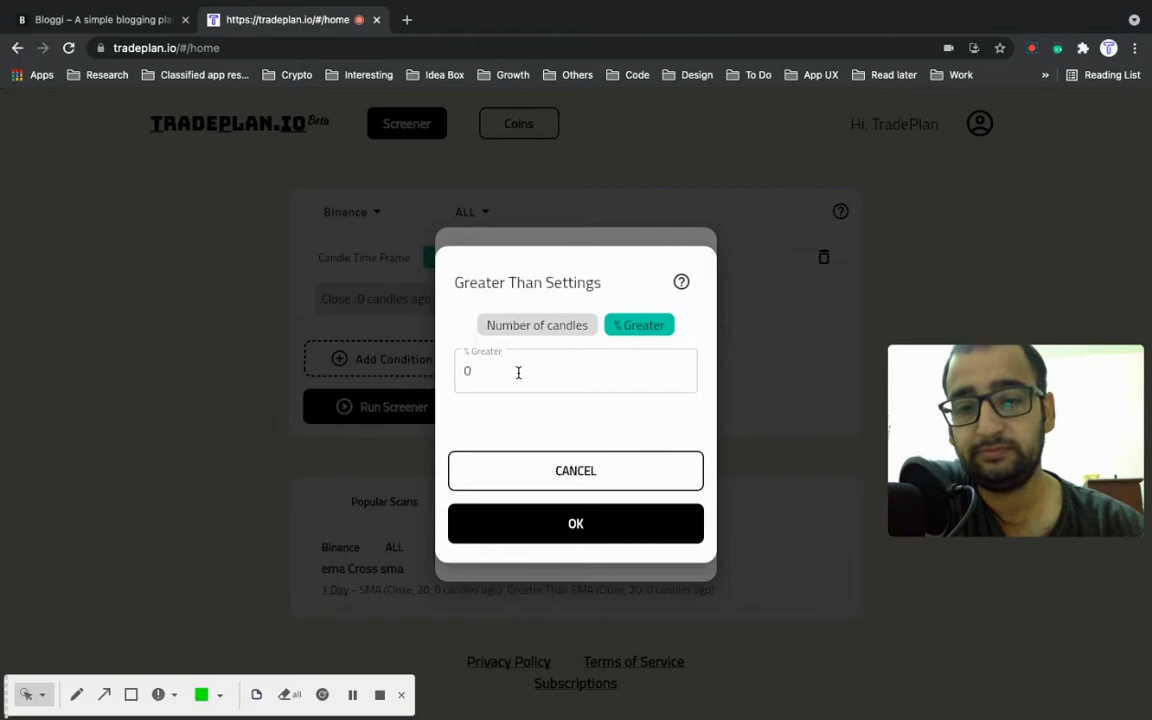 Bloggi – A simple blogging pla
https://tradeplan.io/#/home
tradeplan.io/#/home
Apps
Research
Classified app res...
Crypto
Interesting
Idea Box
Growth
Others
Code
Design
To Do
App UX
Read later
Work
»
Reading List
TRADEPLAN.IO Beta
Screener
Coins
Hi, TradePlan
Binance
ALL
Candle Time Frame
Close (0 candles ago
Add Condition
Run Screener
Greater Than Settings
Number of candles
% Greater
% Greater
0
CANCEL
OK
Popular Scans
Binance
ALL
ema Cross sma
1 Day - SMA (Close, 20, 0 candles ago) Greater Than EMA (Close, 20, 0 candles ago)
Privacy Policy
Terms of Service
Subscriptions
all